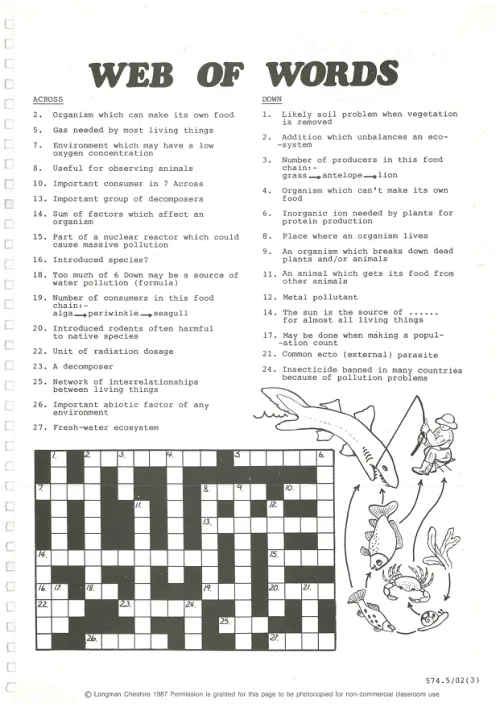 WEB OF WORDS
ACROSS
2. Organism which can make its own food
5. Gas needed by most living things
7. Environment which may have a low
oxygen concentration
8. Useful for observing animals
10. Important consumer in 7 Across
13. Important group of decomposers
14. Sum of factors which affect an
organism
15. Part of a nuclear reactor which could
cause massive pollution
16. Introduced species?
18. Too much of 6 Down may be a source of
water pollution (formula)
19. Number of consumers in this food
chain:-
alga→periwinkle→seagull
20. Introduced rodents often harmful
to native species
22. Unit of radiation dosage
23. A decomposer
25. Network of interrelationships
between living things
26. Important abiotic factor of any
environment
27. Fresh-water ecosystem
DOWN
1. Likely soil problem when vegetation
is removed
2. Addition which unbalances an eco-
-system
3. Number of producers in this food
chain:-
grass→antelope→lion
4. Organism which can't make its own
food
6. Inorganic ion needed by plants for
protein production
8. Place where an organism lives
9. An organism which breaks down dead
plants and/or animals
11. An animal which gets its food from
other animals
12. Metal pollutant
14. The sun is the source of ......
for almost all living things
17. May be done when making a popul-
-ation count
21. Common ecto (external) parasite
24. Insecticide banned in many countries
because of pollution problems
1. 2. 3. 4. 5. 6.
7. 8. 9. 10.
11. 12.
13.
14. 15.
16. 17. 18. 19. 20. 21.
22. 23. 24.
25.
26. 27.
574.5/02(3)
© Longman Cheshire 1987 Permission is granted for this page to be photocopied for non-commercial classroom use.